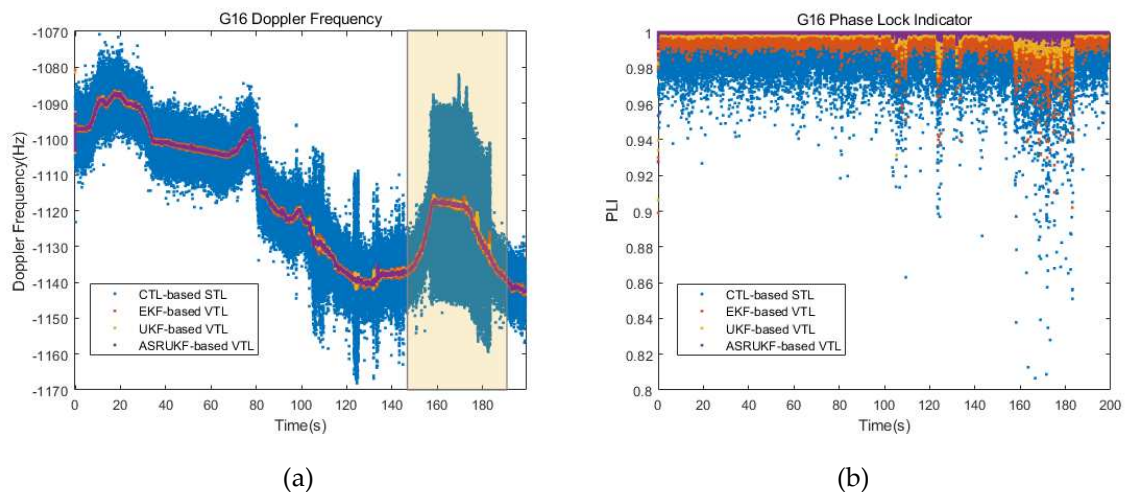 G16 Doppler Frequency
-1070
-1080
-1090
-1100
-1110
-1120
-1130
-1140
-1150
-1160
-1170
Doppler Frequency(Hz)
CTL-based STL
EKF-based VTL
UKF-based VTL
ASRUKF-based VTL
0 20 40 60 80 100 120 140 160 180
Time(s)
(a)
G16 Phase Lock Indicator
1
0.98
0.96
0.94
0.92
0.9
0.88
0.86
0.84
0.82
0.8
PLI
CTL-based STL
EKF-based VTL
UKF-based VTL
ASRUKF-based VTL
0 20 40 60 80 100 120 140 160 180 200
Time(s)
(b)